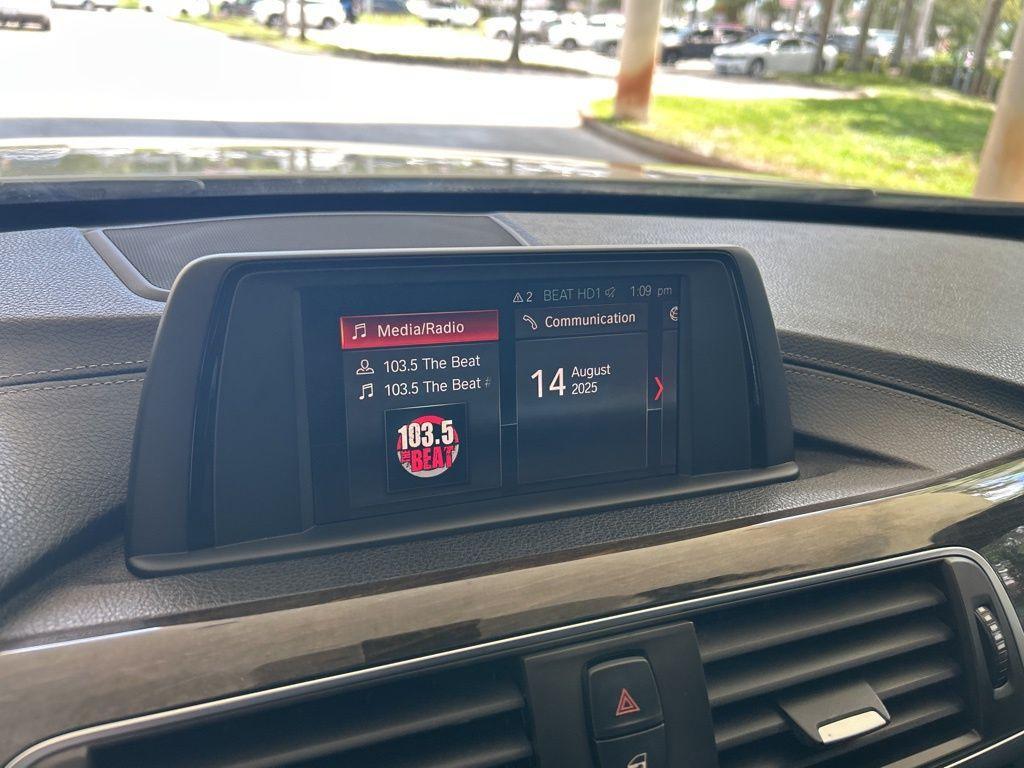 2 BEAT HD1 1:09 pm
Media/Radio
103.5 The Beat
103.5 The Beat #
103.5
THE
BEAT
Communication
14 August
2025